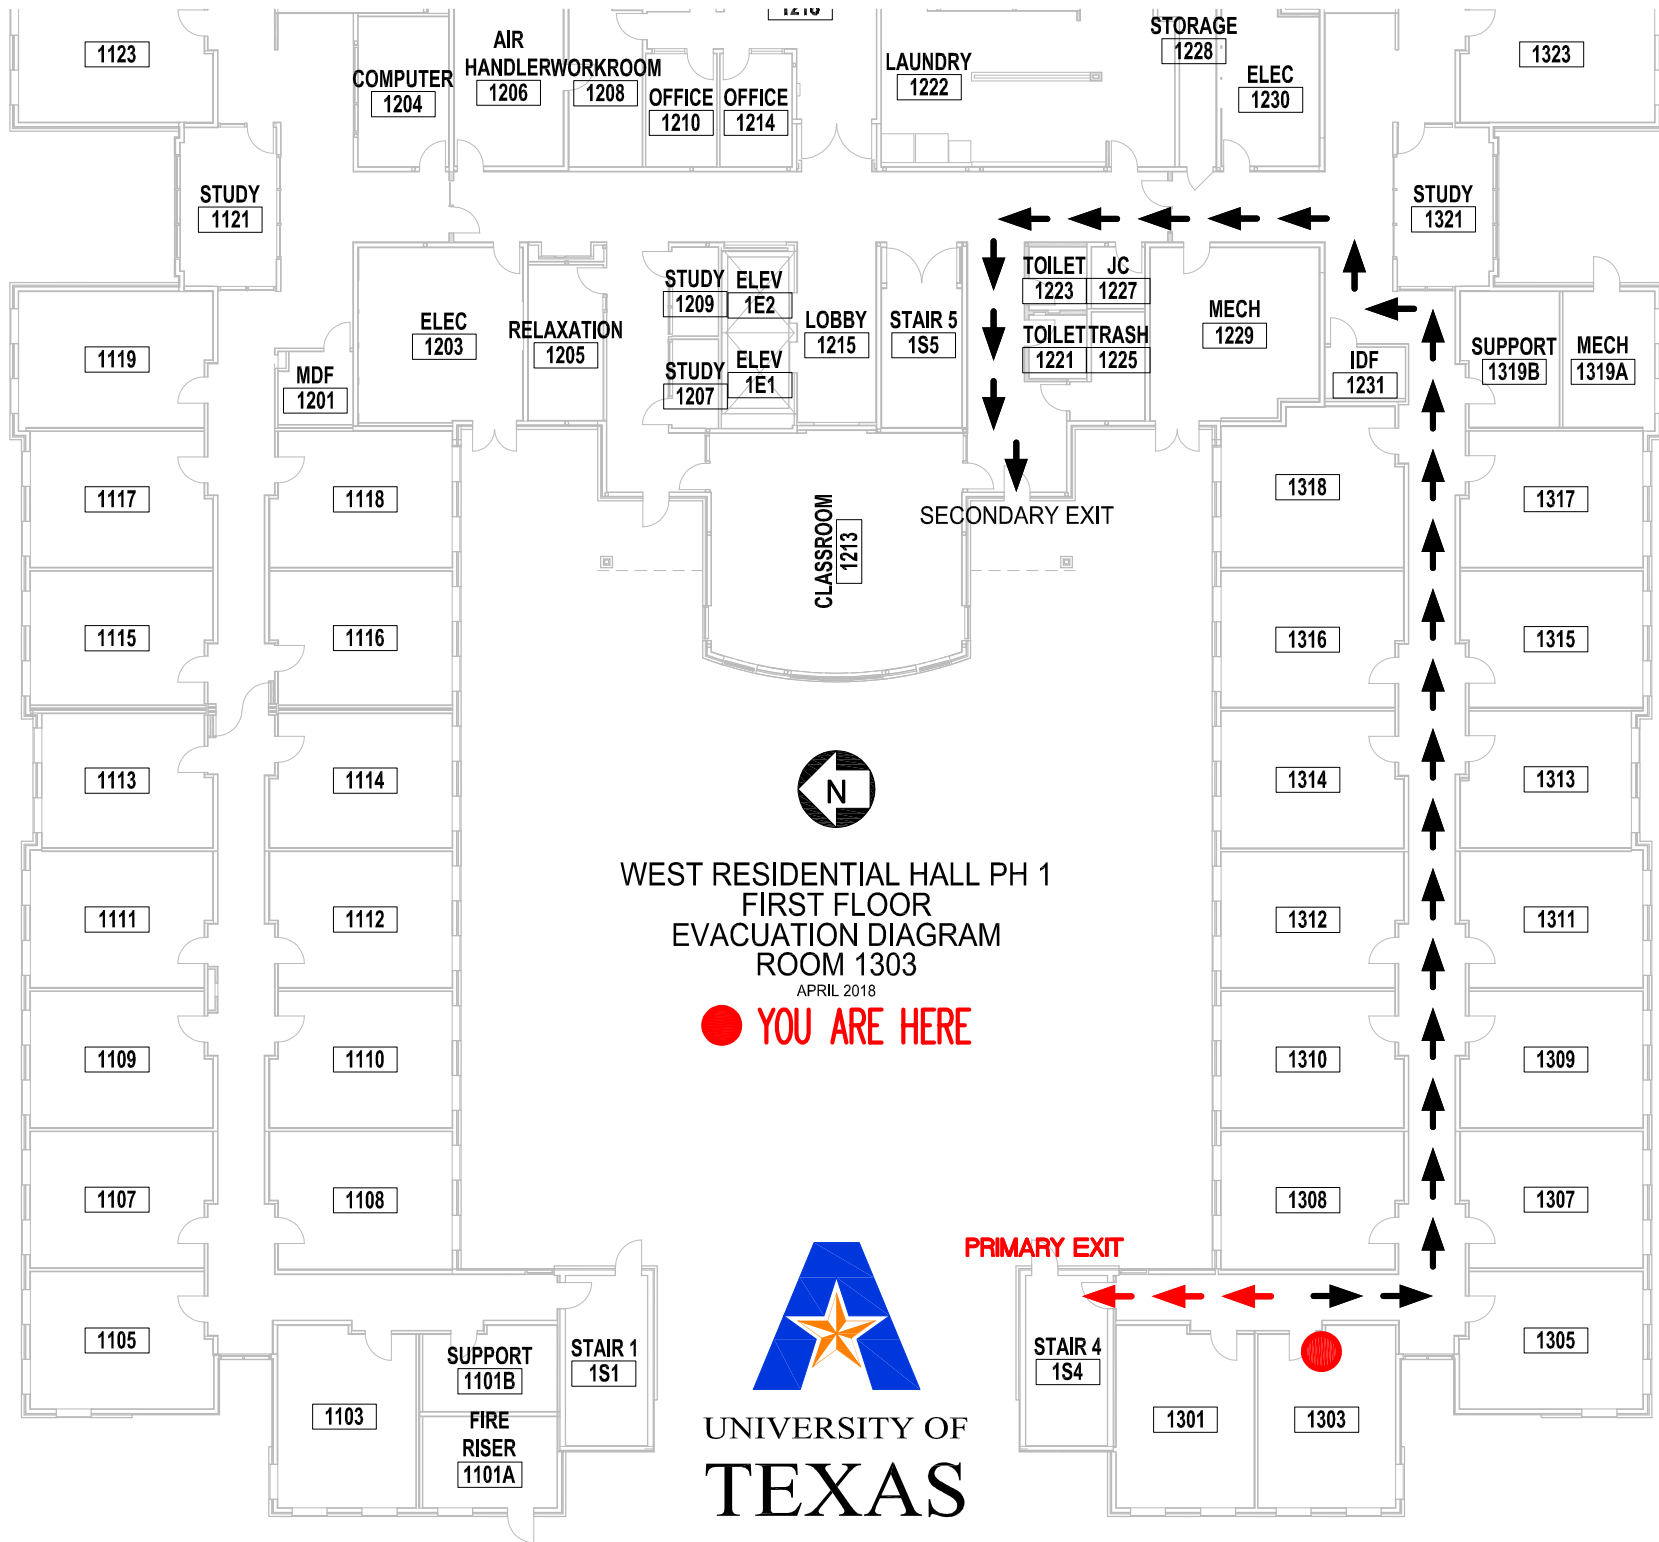 1123
AIR
HANDLER
1206
WORKROOM
1208
COMPUTER
1204
OFFICE
1210
OFFICE
1214
LAUNDRY
1222
STORAGE
1228
ELEC
1230
1323
STUDY
1121
STUDY
1321
1119
MDF
1201
ELEC
1203
RELAXATION
1205
STUDY
1209
ELEV
1E2
STUDY
1207
ELEV
1E1
LOBBY
1215
STAIR 5
1S5
TOILET
1223
JC
1227
TOILET
1221
TRASH
1225
MECH
1229
IDF
1231
SUPPORT
1319B
MECH
1319A
1117
1118
CLASSROOM
1213
SECONDARY EXIT
1318
1317
1115
1116
1316
1315
1113
1114
N
1314
1313
WEST RESIDENTIAL HALL PH 1
FIRST FLOOR
EVACUATION DIAGRAM
ROOM 1303
APRIL 2018
YOU ARE HERE
1111
1112
1312
1311
1109
1110
1310
1309
1107
1108
1308
1307
PRIMARY EXIT
1105
SUPPORT
1101B
STAIR 1
1S1
STAIR 4
1S4
1305
1103
FIRE
RISER
1101A
1301
1303
UNIVERSITY OF
TEXAS